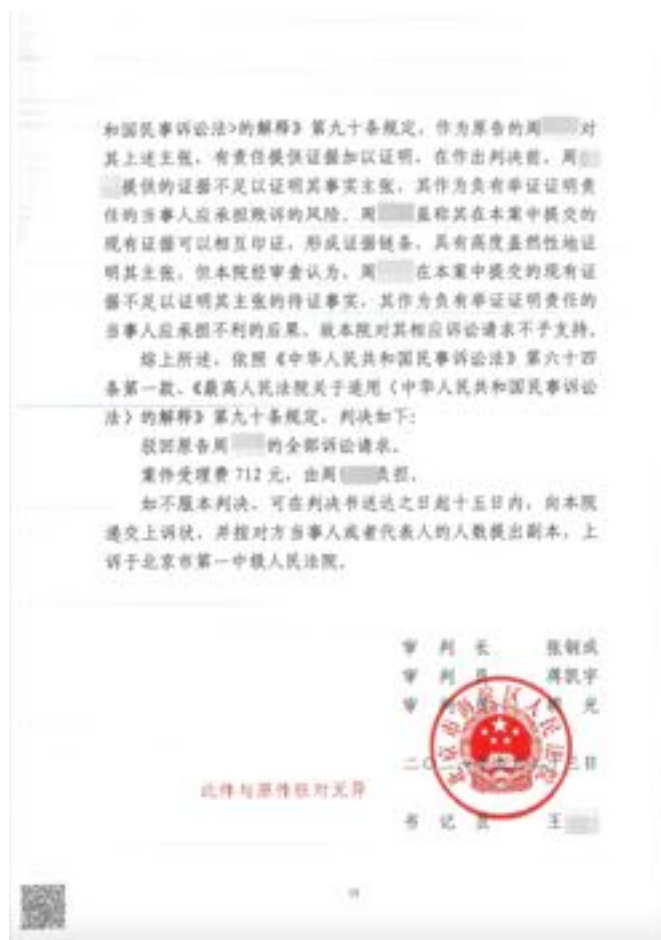 和国民事诉讼法>的解释》第九十条规定,作为原告的周 对
其上述主张,有责任提供证据加以证明,在作出判决前,周
提供的证据不足以证明其事实主张,其作为负有举证证明责
任的当事人应承担败诉的风险。周 虽称其在本案中提交的
现有证据可以相互印证,形成证据链条,具有高度盖然性地证
明其主张。但本院经审查认为,周 在本案中提交的现有证
据不足以证明其主张的待证事实,其作为负有举证证明责任的
当事人应承担不利的后果。故本院对其相应诉讼请求不予支持。
综上所述,依照《中华人民共和国民事诉讼法》第六十四
条第一款、《最高人民法院关于适用〈中华人民共和国民事诉讼
法〉的解释》第九十条规定,判决如下:
驳回原告周 的全部诉讼请求。
案件受理费 712 元,由周 负担。
如不服本判决,可在判决书送达之日起十五日内,向本院
递交上诉状,并按对方当事人或者代表人的人数提出副本,上
诉于北京市第一中级人民法院。
审 判 长 张钢成
审 判 员 蒋凯宇
审 判 光
北京市海淀区人民法院
二〇二 三日
此件与原件核对无异
书 记 员 王